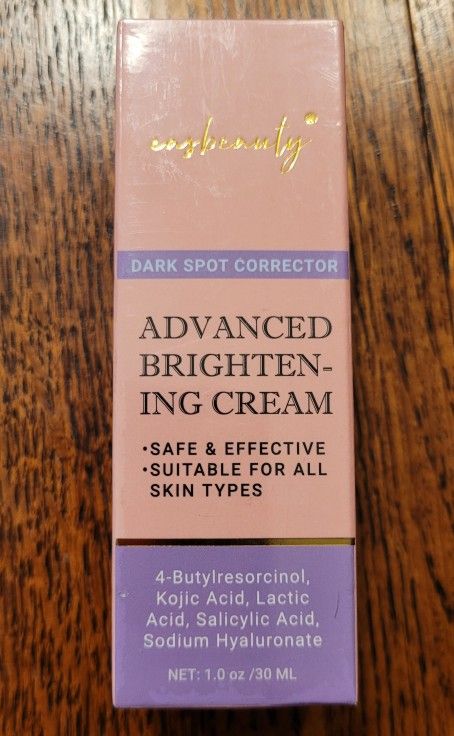 easbeauty®
DARK SPOT CORRECTOR
ADVANCED
BRIGHTEN-
ING CREAM
•SAFE & EFFECTIVE
•SUITABLE FOR ALL
SKIN TYPES
4-Butylresorcinol,
Kojic Acid, Lactic
Acid, Salicylic Acid,
Sodium Hyaluronate
NET: 1.0 oz /30 ML